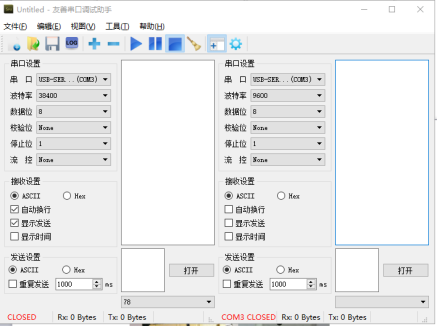 Untitled - 友善串口调试助手
文件(F) 编辑(E) 视图(V) 工具(T) 帮助(H)
LOG
串口设置
串 口 USB-SER...(COM3)
波特率 38400
数据位 8
校验位 None
停止位 1
流 控 None
接收设置
ASCII Hex
自动换行
显示发送
显示时间
发送设置
ASCII Hex
重复发送 1000 ms
打开
78
串口设置
串 口 USB-SER...(COM3)
波特率 9600
数据位 8
校验位 None
停止位 1
流 控 None
接收设置
ASCII Hex
自动换行
显示发送
显示时间
发送设置
ASCII Hex
重复发送 1000 ms
打开
CLOSED Rx: 0 Bytes Tx: 0 Bytes
COM3 CLOSED Rx: 0 Bytes Tx: 0 Bytes